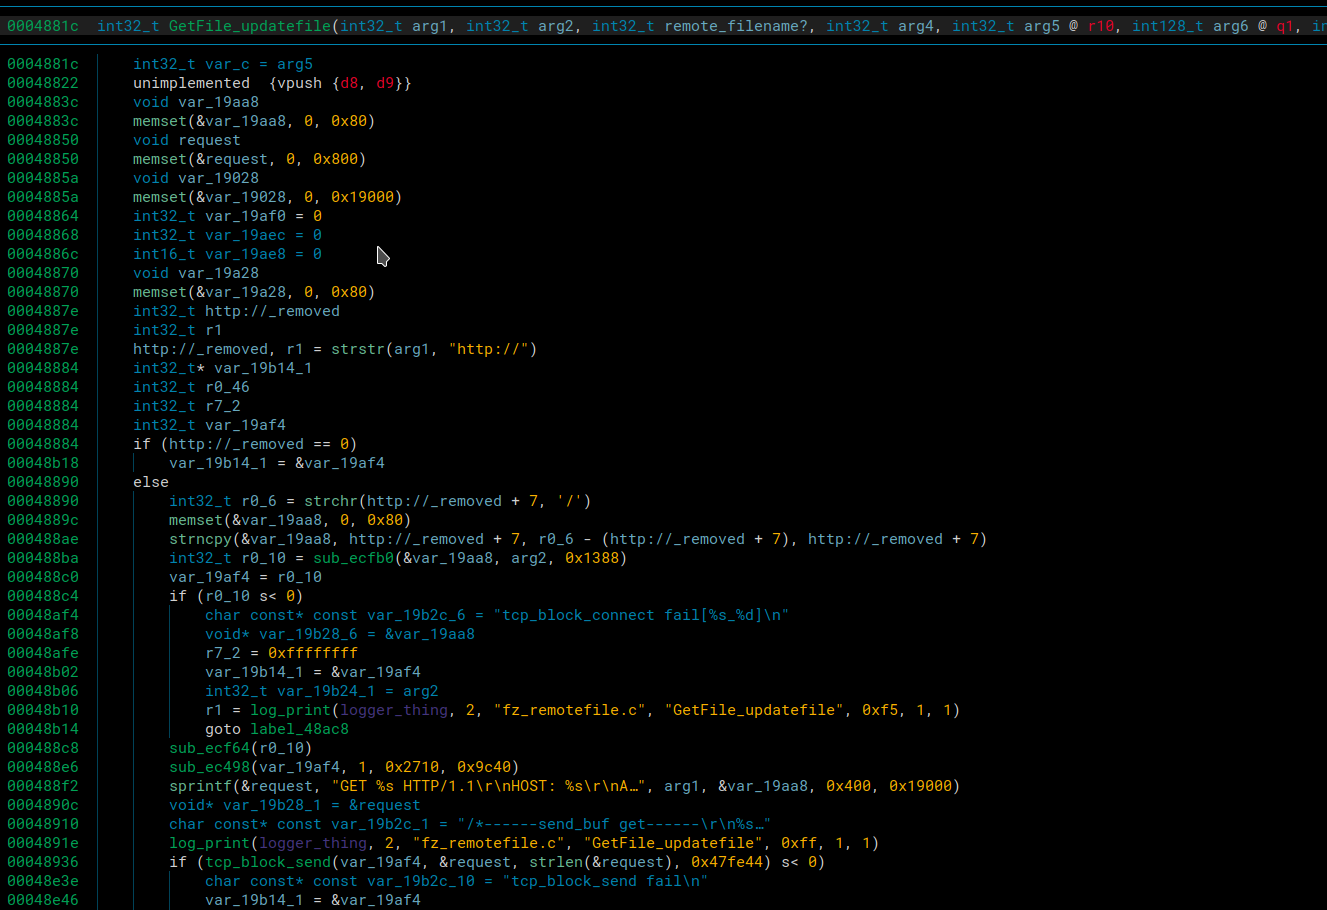 0004881c int32_t GetFile_updatefile(int32_t arg1, int32_t arg2, int32_t remote_filename?, int32_t arg4, int32_t arg5 @ r10, int128_t arg6 @ q1, in
0004881c int32_t var_c = arg5
00048822 unimplemented  {vpush {d8, d9}}
0004883c void var_19aa8
0004883c memset(&var_19aa8, 0, 0x80)
00048850 void request
00048850 memset(&request, 0, 0x800)
0004885a void var_19028
0004885a memset(&var_19028, 0, 0x19000)
00048864 int32_t var_19af0 = 0
00048868 int32_t var_19aec = 0
0004886c int16_t var_19ae8 = 0
00048870 void var_19a28
00048870 memset(&var_19a28, 0, 0x80)
0004887e int32_t http://_removed
0004887e int32_t r1
0004887e http://_removed, r1 = strstr(arg1, "http://")
00048884 int32_t* var_19b14_1
00048884 int32_t r0_46
00048884 int32_t r7_2
00048884 int32_t var_19af4
00048884 if (http://_removed == 0)
00048b18 var_19b14_1 = &var_19af4
00048890 else
00048890 int32_t r0_6 = strchr(http://_removed + 7, '/')
0004889c memset(&var_19aa8, 0, 0x80)
000488ae strncpy(&var_19aa8, http://_removed + 7, r0_6 - (http://_removed + 7), http://_removed + 7)
000488ba int32_t r0_10 = sub_ecfb0(&var_19aa8, arg2, 0x1388)
000488c0 var_19af4 = r0_10
000488c4 if (r0_10 s< 0)
00048af4 char const* const var_19b2c_6 = "tcp_block_connect fail[%s_%d]\n"
00048af8 void* var_19b28_6 = &var_19aa8
00048afe r7_2 = 0xffffffff
00048b02 var_19b14_1 = &var_19af4
00048b06 int32_t var_19b24_1 = arg2
00048b10 r1 = log_print(logger_thing, 2, "fz_remotefile.c", "GetFile_updatefile", 0xf5, 1, 1)
00048b14 goto label_48ac8
000488c8 sub_ecf64(r0_10)
000488e6 sub_ec498(var_19af4, 1, 0x2710, 0x9c40)
000488f2 sprintf(&request, "GET %s HTTP/1.1\r\nHOST: %s\r\nA…", arg1, &var_19aa8, 0x400, 0x19000)
0004890c void* var_19b28_1 = &request
00048910 char const* const var_19b2c_1 = "/*------send_buf get------\r\n%s…"
0004891e log_print(logger_thing, 2, "fz_remotefile.c", "GetFile_updatefile", 0xff, 1, 1)
00048936 if (tcp_block_send(var_19af4, &request, strlen(&request), 0x47fe44) s< 0)
00048e3e char const* const var_19b2c_10 = "tcp_block_send fail\n"
00048e46 var_19b14_1 = &var_19af4